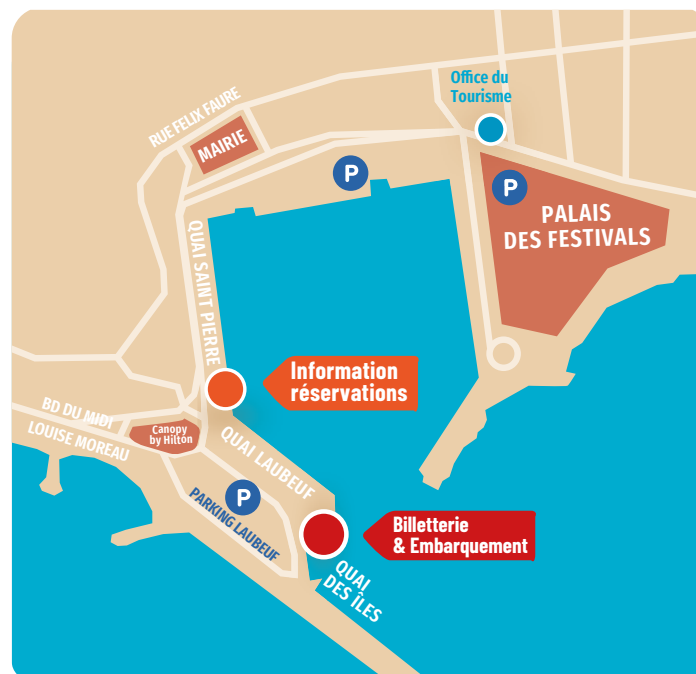 Office du
Tourisme
RUE FELIX FAURE
MAIRIE
P
P
PALAIS
DES FESTIVALS
QUAI SAINT PIERRE
Information
réservations
BD DU MIDI
LOUISE MOREAU
Canopy
by Hilton
QUAI LAUBEUF
P
PARKING LAUBEUF
Billetterie
& Embarquement
QUAI
DES ÎLES